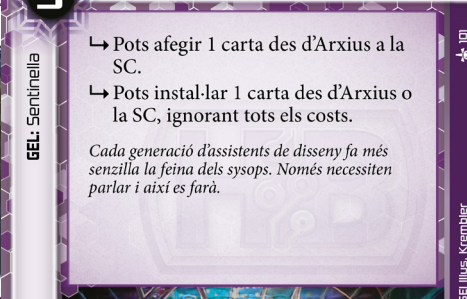 GEL: Sentinella
↳ Pots afegir 1 carta des d'Arxius a la
SC.
↳ Pots instal·lar 1 carta des d'Arxius o
la SC, ignorant tots els costs.
Cada generació d'assistents de disseny fa més
senzilla la feina dels sysops. Només necessiten
parlar i així es farà.
101
Krembler